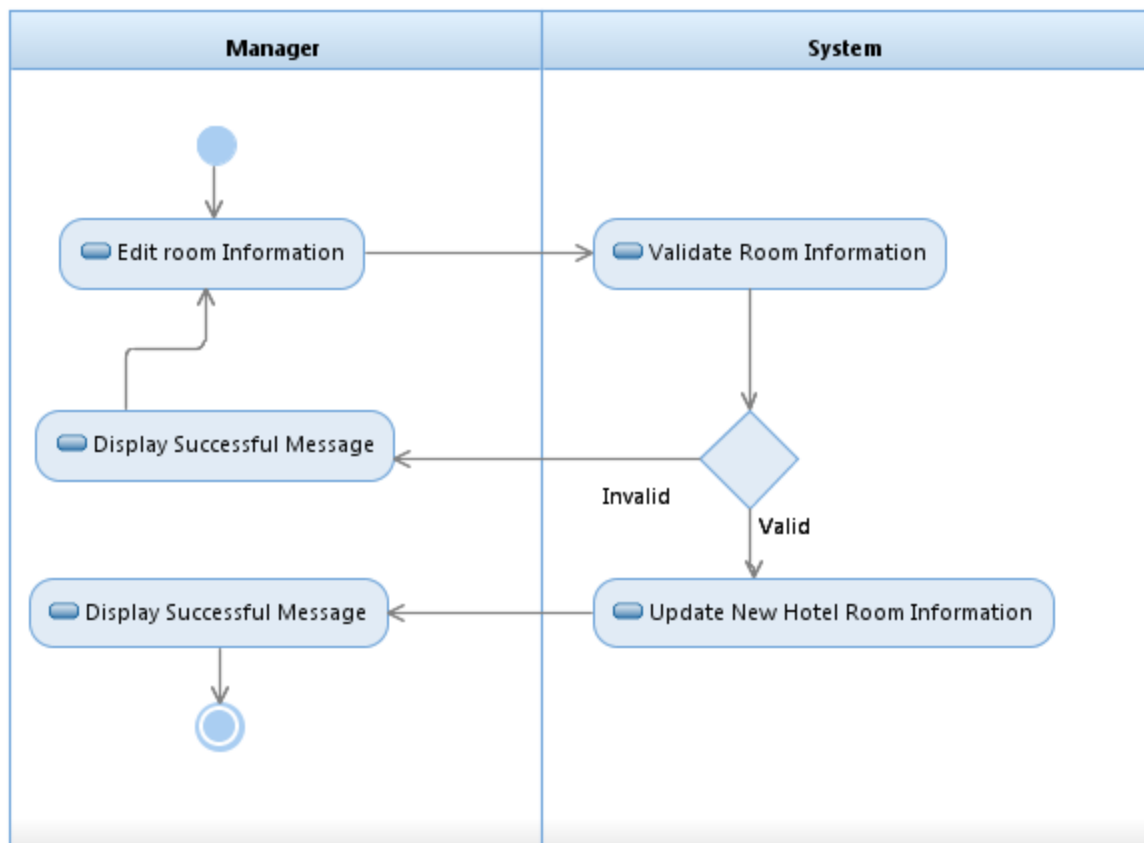 Manager
System
Edit room Information
Validate Room Information
Display Successful Message
Invalid
Valid
Display Successful Message
Update New Hotel Room Information